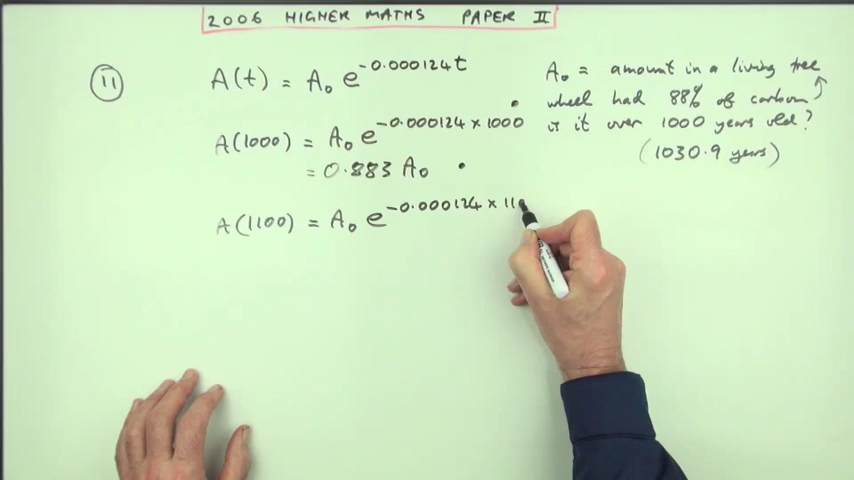 2006 HIGHER MATHS PAPER II
11
A(t) = A₀ e^-0.000124t
A₀ = amount in a living tree
wheel had 88% of carbon
is it over 1000 years old?
(1030.9 years)
A(1000) = A₀ e^-0.000124 × 1000
= 0.883 A₀
A(1100) = A₀ e^-0.000124 × 110